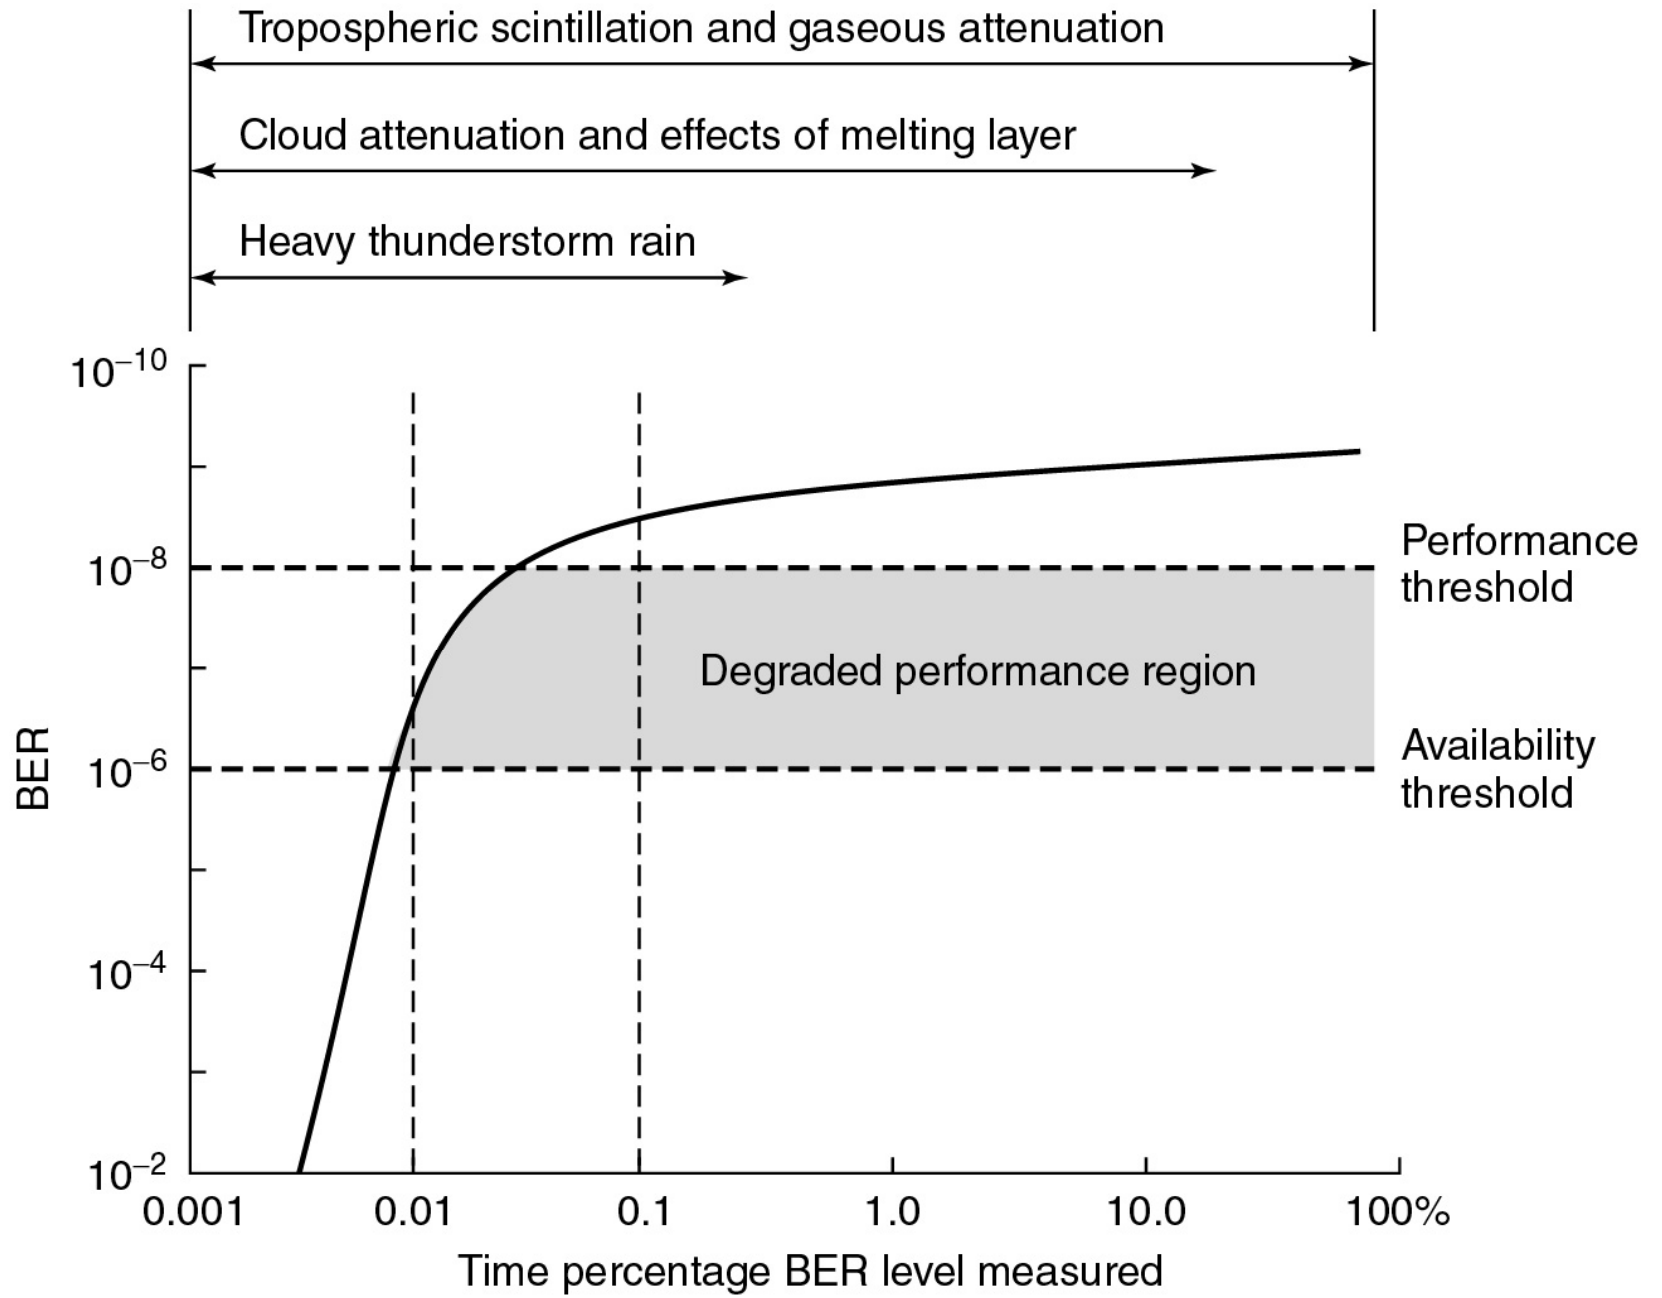 Tropospheric scintillation and gaseous attenuation
Cloud attenuation and effects of melting layer
Heavy thunderstorm rain
10⁻¹⁰
10⁻⁸
10⁻⁶
10⁻⁴
10⁻²
BER
Performance
threshold
Degraded performance region
Availability
threshold
0.001 0.01 0.1 1.0 10.0 100%
Time percentage BER level measured